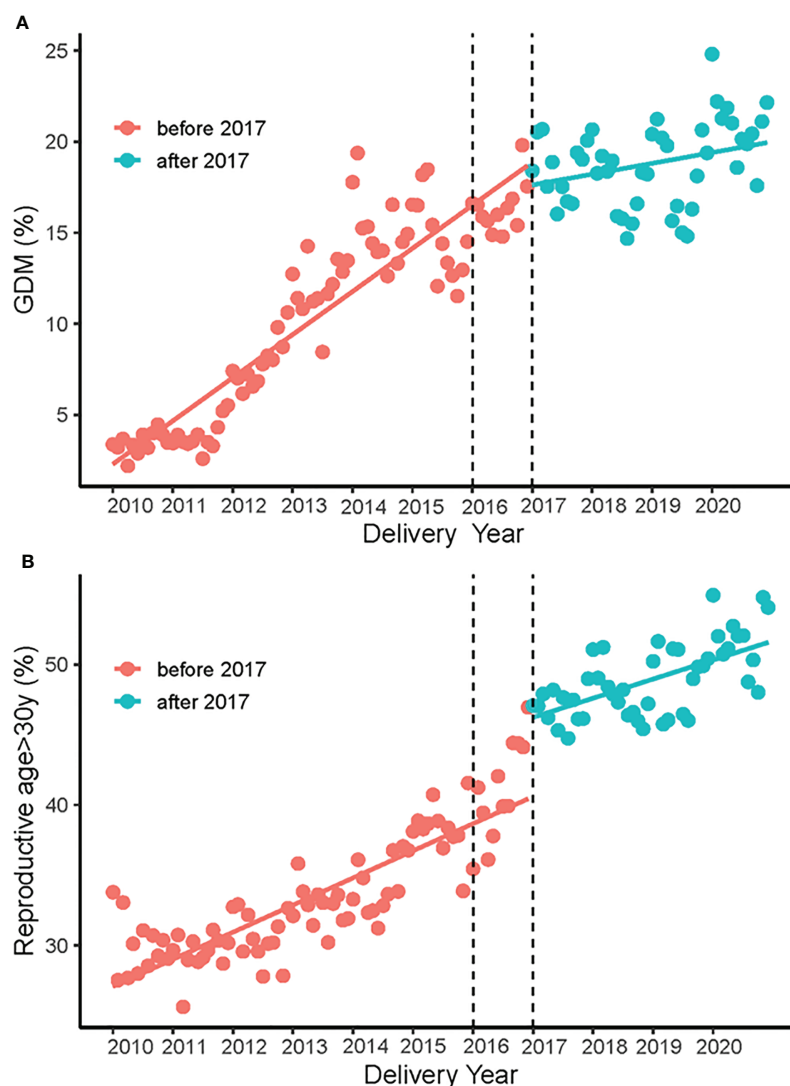 A
25
20
15
10
5
GDM (%)
before 2017
after 2017
2010 2011 2012 2013 2014 2015 2016 2017 2018 2019 2020
Delivery Year
B
50
40
30
Reproductive age>30y (%)
before 2017
after 2017
2010 2011 2012 2013 2014 2015 2016 2017 2018 2019 2020
Delivery Year